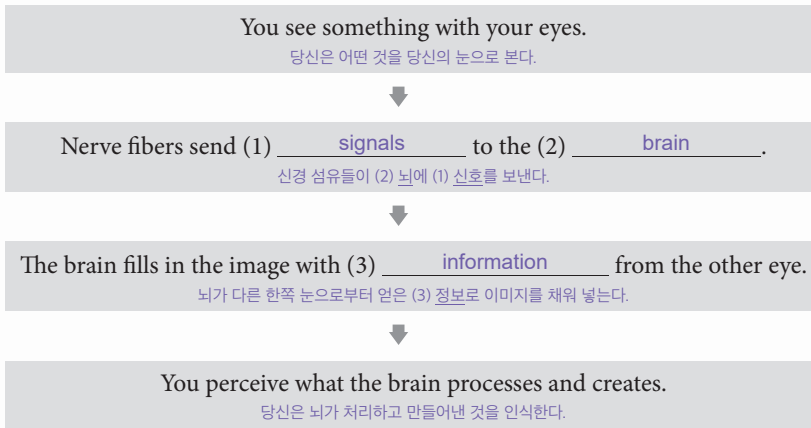 You see something with your eyes.
당신은 어떤 것을 당신의 눈으로 본다.
Nerve fibers send (1) signals to the (2) brain.
신경 섬유들이 (2) 뇌에 (1) 신호를 보낸다.
The brain fills in the image with (3) information from the other eye.
뇌가 다른 한쪽 눈으로부터 얻은 (3) 정보로 이미지를 채워 넣는다.
You perceive what the brain processes and creates.
당신은 뇌가 처리하고 만들어낸 것을 인식한다.